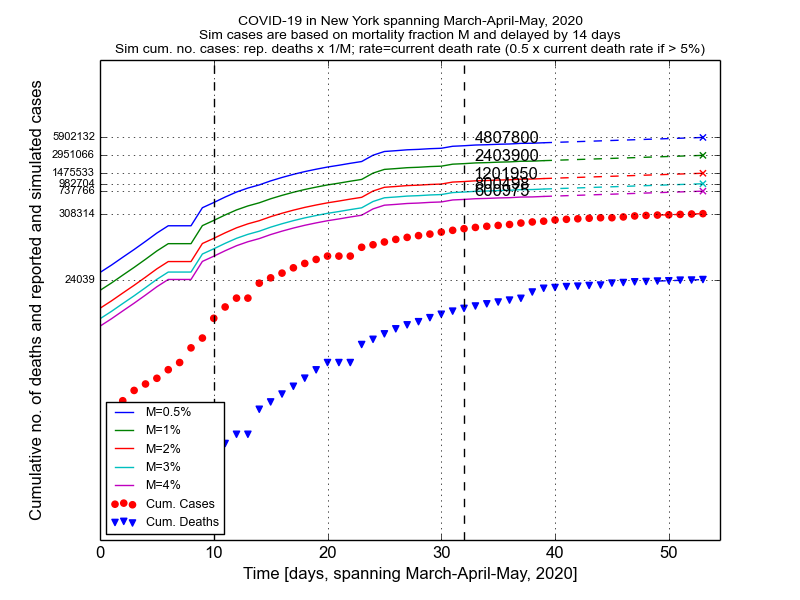 COVID-19 in New York spanning March-April-May, 2020
Sim cases are based on mortality fraction M and delayed by 14 days
Sim cum. no. cases: rep. deaths x 1/M; rate=current death rate (0.5 x current death rate if > 5%)
Cumulative no. of deaths and reported and simulated cases
5902132
2951066
1475533
982704
737766
308314
24039
4807800
2403900
1201950
600975
M=0.5%
M=1%
M=2%
M=3%
M=4%
Cum. Cases
Cum. Deaths
0 10 20 30 40 50
Time [days, spanning March-April-May, 2020]